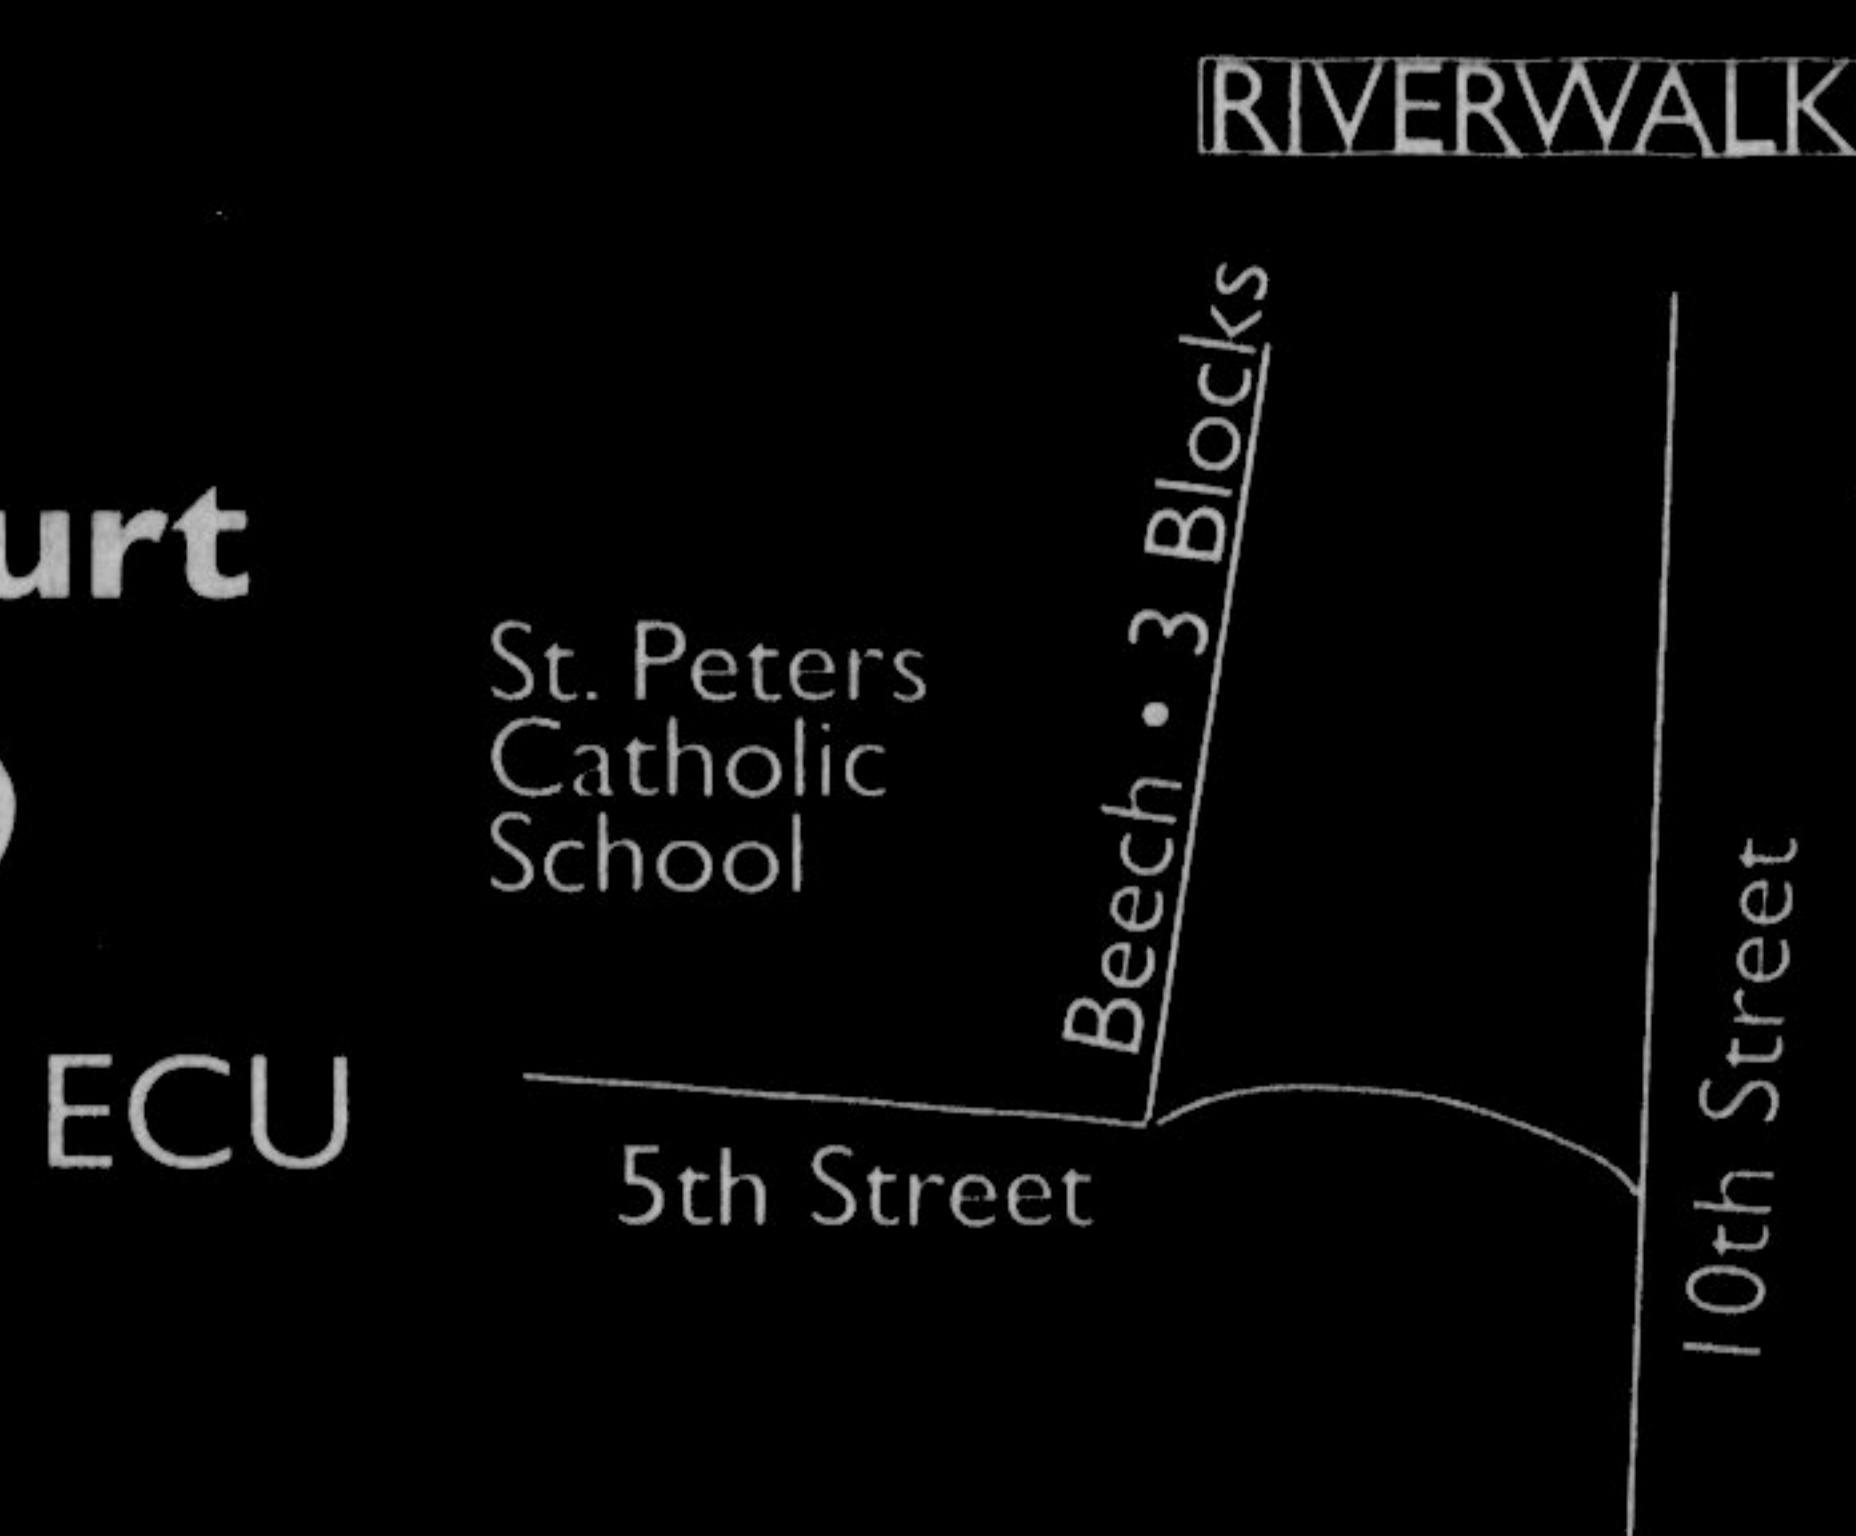 RIVERWALK
Beech • 3 Blocks
urt
St. Peters
Catholic
School
10th Street
ECU
5th Street